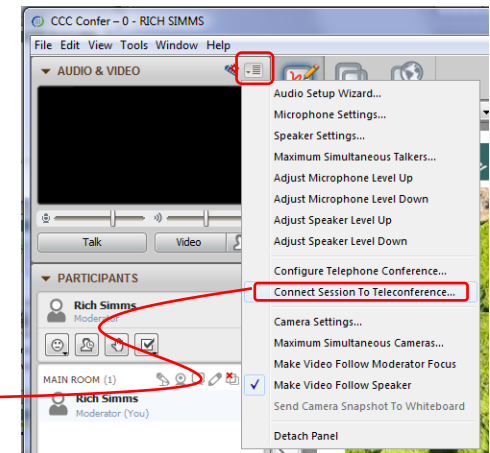 CCC Confer – 0 - RICH SIMMS
File Edit View Tools Window Help
AUDIO & VIDEO
Talk
Video
PARTICIPANTS
Rich Simms
Moderator
MAIN ROOM (1)
Rich Simms
Moderator (You)
Audio Setup Wizard...
Microphone Settings...
Speaker Settings...
Maximum Simultaneous Talkers...
Adjust Microphone Level Up
Adjust Microphone Level Down
Adjust Speaker Level Up
Adjust Speaker Level Down
Configure Telephone Conference...
Connect Session To Teleconference...
Camera Settings...
Maximum Simultaneous Cameras...
Make Video Follow Moderator Focus
Make Video Follow Speaker
Send Camera Snapshot To Whiteboard
Detach Panel